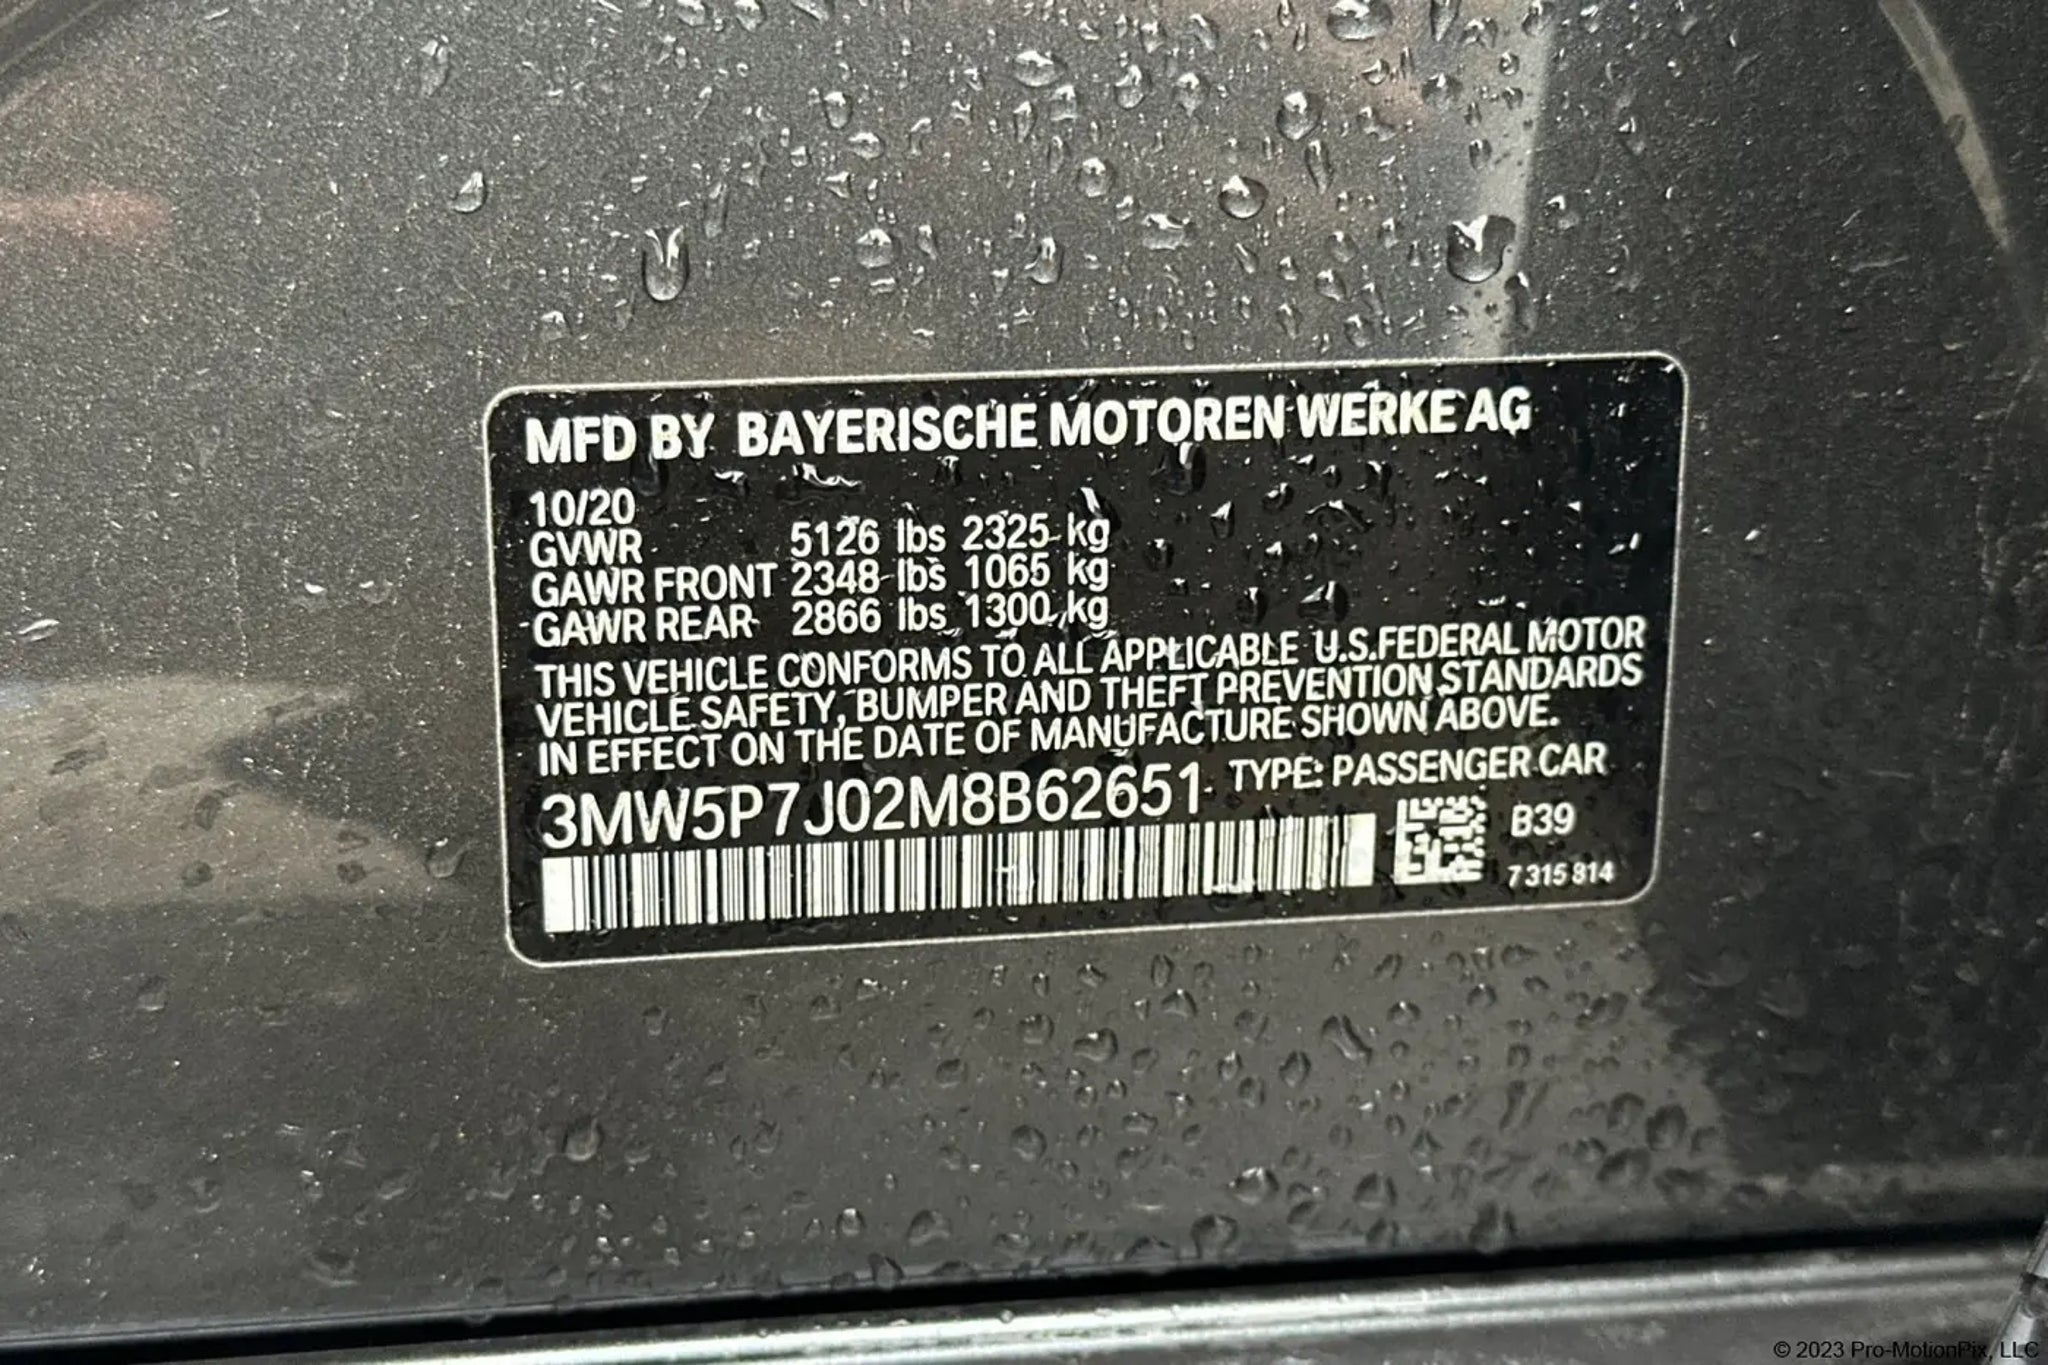 MFD BY BAYERISCHE MOTOREN WERKE AG
10/20
GVWR 5126 lbs 2325 kg
GAWR FRONT 2348 lbs 1065 kg
GAWR REAR 2866 lbs 1300 kg
THIS VEHICLE CONFORMS TO ALL APPLICABLE U.S.FEDERAL MOTOR
VEHICLE SAFETY, BUMPER AND THEFT PREVENTION STANDARDS
IN EFFECT ON THE DATE OF MANUFACTURE SHOWN ABOVE.
3MW5P7J02M8B62651 TYPE: PASSENGER CAR
B39
7 315 814
© 2023 Pro-MotionPix, LLC